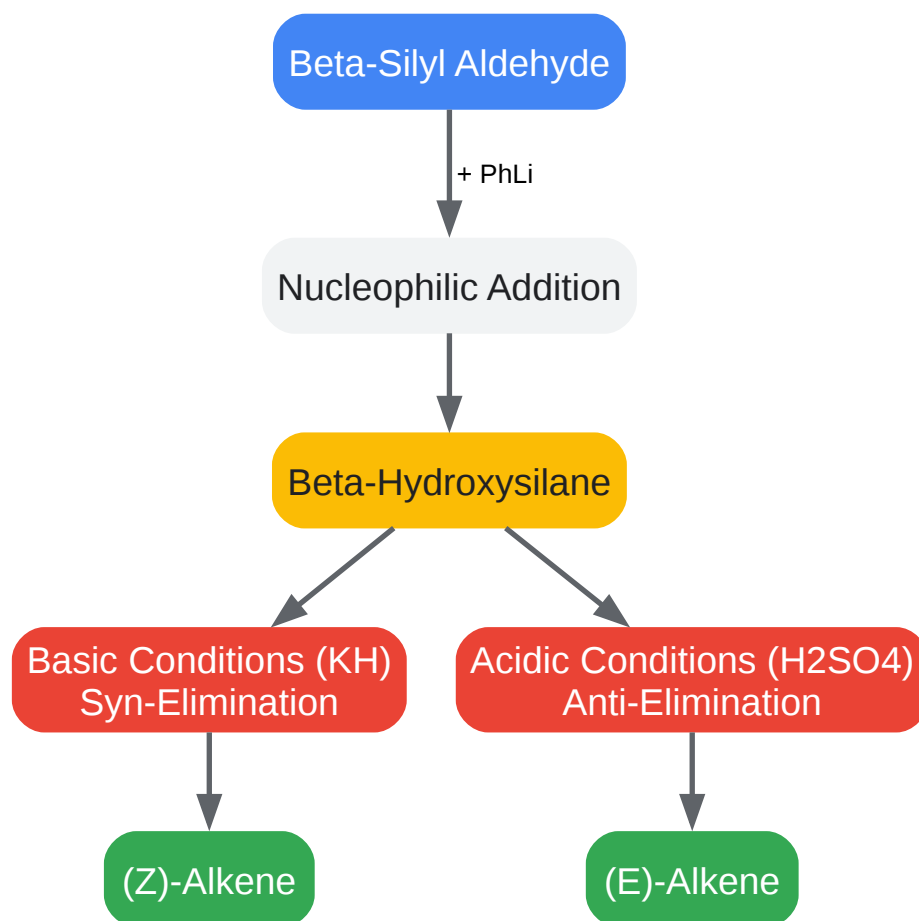 Beta-Silyl Aldehyde
+ PhLi
Nucleophilic Addition
Beta-Hydroxysilane
Basic Conditions (KH)
Syn-Elimination
Acidic Conditions (H2SO4)
Anti-Elimination
(Z)-Alkene
(E)-Alkene